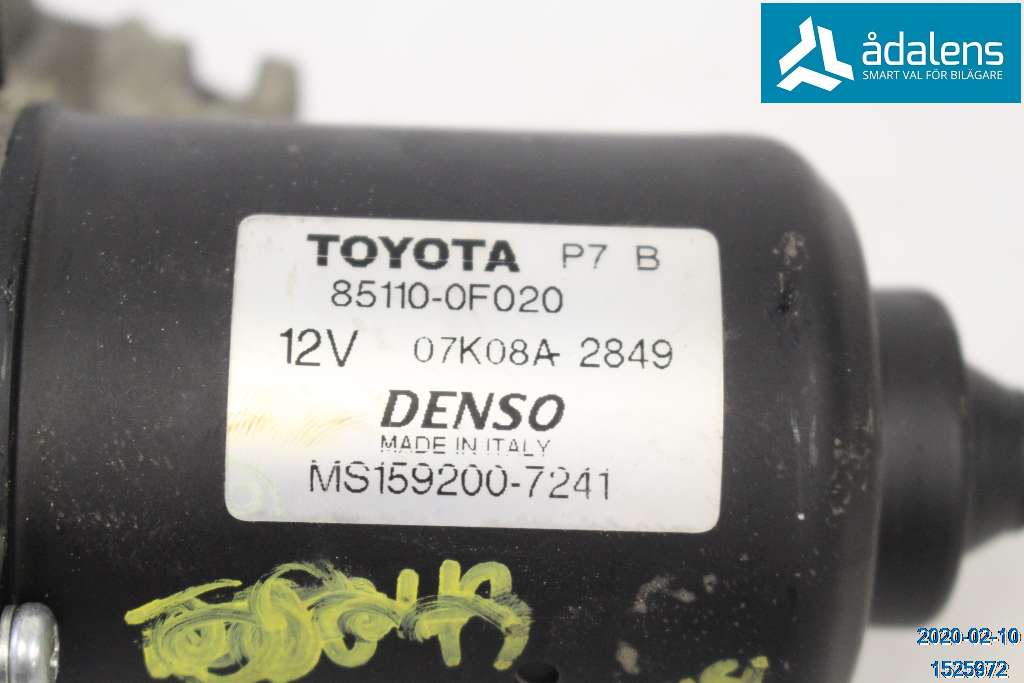 ådalens
SMART VAL FÖR BILÄGARE
TOYOTA P7 B
85110-0F020
12V 07K08A 2849
DENSO
MADE IN ITALY
MS159200-7241
2020-02-10
1525972